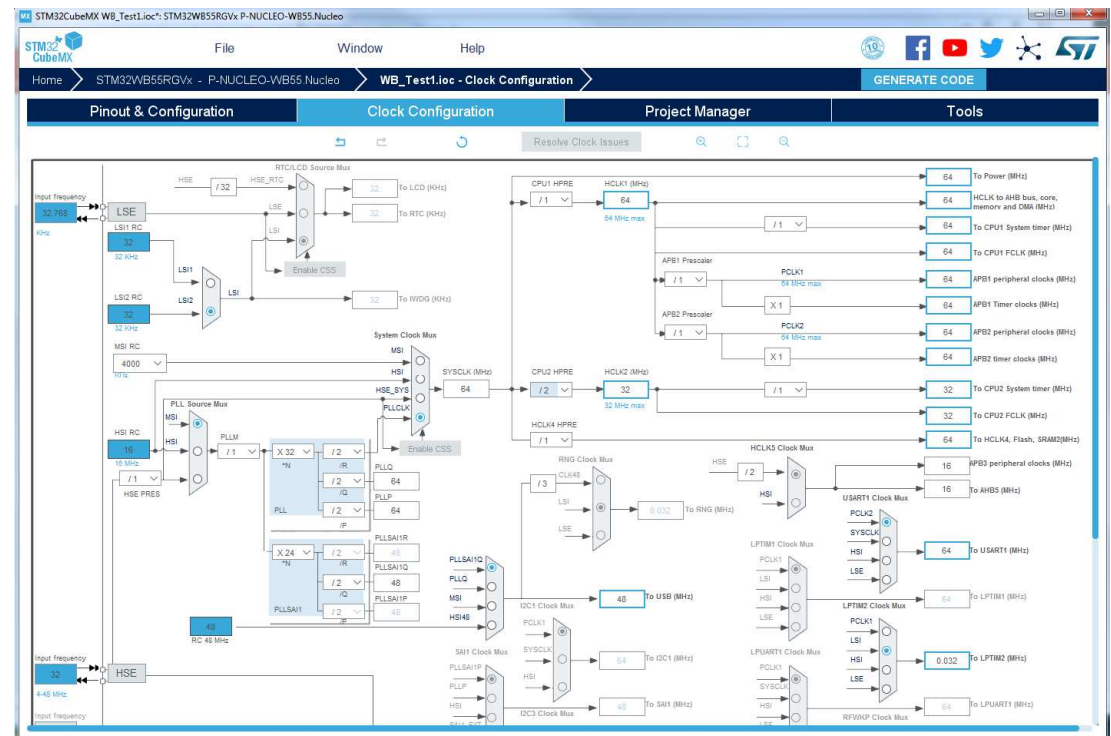 STM32CubeMX WB_Test1.ioc*: STM32WB55RGVx P-NUCLEO-WB55.Nucleo
STM32 CubeMX File Window Help
Home STM32WB55RGVx - P-NUCLEO-WB55.Nucleo WB_Test1.ioc - Clock Configuration GENERATE CODE
Pinout & Configuration Clock Configuration Project Manager Tools
Resolve Clock Issues
RTC/LCD Source Mux
HSE /32 HSE_RTC 32 To LCD (KHz)
Input frequency
32.768
KHz
LSE LSE 32 To RTC (KHz)
LSI1 RC
32
32 KHz
LSI
Enable CSS
LSI1
LSI2 RC
32
32 KHz
LSI2
LSI 32 To IWDG (KHz)
MSI RC
4000
KHz
HSI RC
16
16 MHz
/ 1
HSE PRES
PLL Source Mux
MSI
HSI
PLLM
/ 1
X 32
*N
PLL
/ 2
/R
/ 2
/Q
/ 2
/P
PLLQ
64
PLLP
64
X 24
*N
PLLSAI1
/ 2
/R
/ 2
/Q
/ 2
/P
PLLSAI1R
48
PLLSAI1Q
48
PLLSAI1P
48
48
RC 48 MHz
Input frequency
32
4-48 MHz
HSE
Input frequency
System Clock Mux
MSI
HSI
HSE_SYS
PLLCLK
Enable CSS
SYSCLK (MHz)
64
CPU1 HPRE
/ 1
HCLK1 (MHz)
64
64 MHz max
64 To Power (MHz)
64 HCLK to AHB bus, core,
memory and DMA (MHz)
/ 1 64 To CPU1 System timer (MHz)
64 To CPU1 FCLK (MHz)
APB1 Prescaler
/ 1
PCLK1
64 MHz max
64 APB1 peripheral clocks (MHz)
X 1 64 APB1 Timer clocks (MHz)
APB2 Prescaler
/ 1
PCLK2
64 MHz max
64 APB2 peripheral clocks (MHz)
X 1 64 APB2 timer clocks (MHz)
CPU2 HPRE
/2
HCLK2 (MHz)
32
32 MHz max
/ 1 32 To CPU2 System timer (MHz)
32 To CPU2 FCLK (MHz)
HCLK4 HPRE
/ 1
64 To HCLK4, Flash, SRAM2(MHz)
HCLK5 Clock Mux
HSE
/ 2
HSI
16 APB3 peripheral clocks (MHz)
16 To AHB5 (MHz)
RNG Clock Mux
CLK48
/ 3
LSI
LSE
0.032 To RNG (MHz)
PLLSAI1Q
PLLQ
MSI
HSI48
48 To USB (MHz)
I2C1 Clock Mux
PCLK1
SYSCLK
HSI
64 To I2C1 (MHz)
SAI1 Clock Mux
PLLSAI1P
PLLP
HSI
SAI1_EXT
48 To SAI1 (MHz)
I2C3 Clock Mux
USART1 Clock Mux
PCLK2
SYSCLK
HSI
LSE
64 To USART1 (MHz)
LPTIM1 Clock Mux
PCLK1
LSI
HSI
LSE
64 To LPTIM1 (MHz)
LPTIM2 Clock Mux
PCLK1
LSI
HSI
LSE
0.032 To LPTIM2 (MHz)
LPUART1 Clock Mux
PCLK1
SYSCLK
HSI
LSE
64 To LPUART1 (MHz)
RFWKP Clock Mux